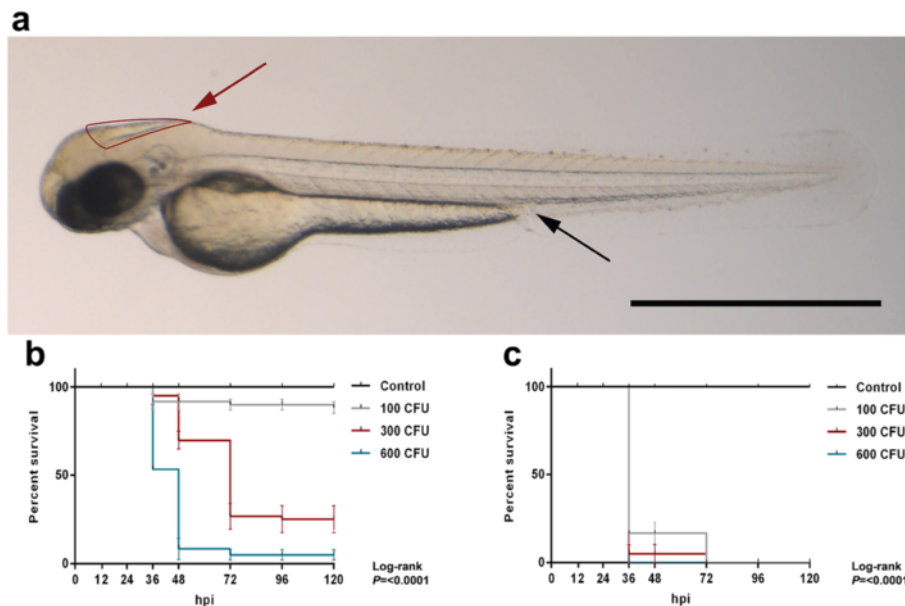 a
b
100
50
0
Percent survival
0 12 24 36 48 72 96 120
hpi
Control
100 CFU
300 CFU
600 CFU
Log-rank
P=<0.0001
c
100
50
0
Percent survival
0 12 24 36 48 72 96 120
hpi
Control
100 CFU
300 CFU
600 CFU
Log-rank
P=<0.0001